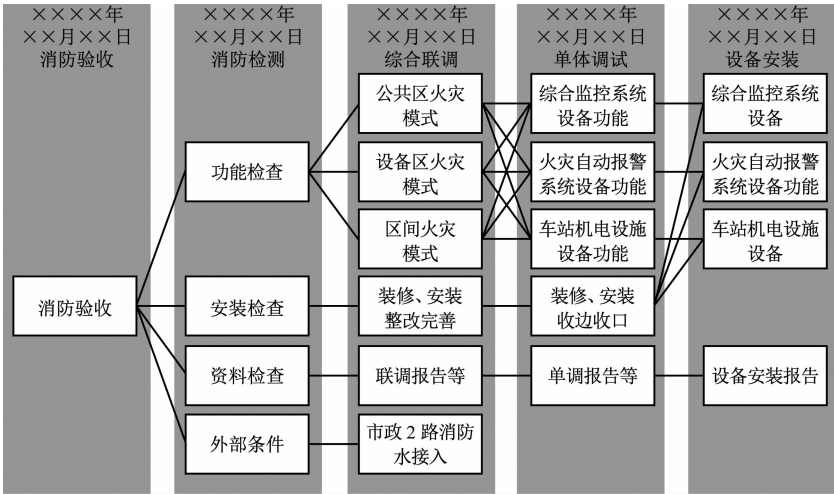 ××××年
××月××日
消防验收
××××年
××月××日
消防检测
××××年
××月××日
综合联调
××××年
××月××日
单体调试
××××年
××月××日
设备安装
消防验收
功能检查
安装检查
资料检查
外部条件
公共区火灾
模式
设备区火灾
模式
区间火灾
模式
装修、安装
整改完善
联调报告等
市政2路消防
水接入
综合监控系统
设备功能
火灾自动报警
系统设备功能
车站机电设施
设备功能
装修、安装
收边收口
单调报告等
综合监控系统
设备
火灾自动报警
系统设备功能
车站机电设施
设备
设备安装报告